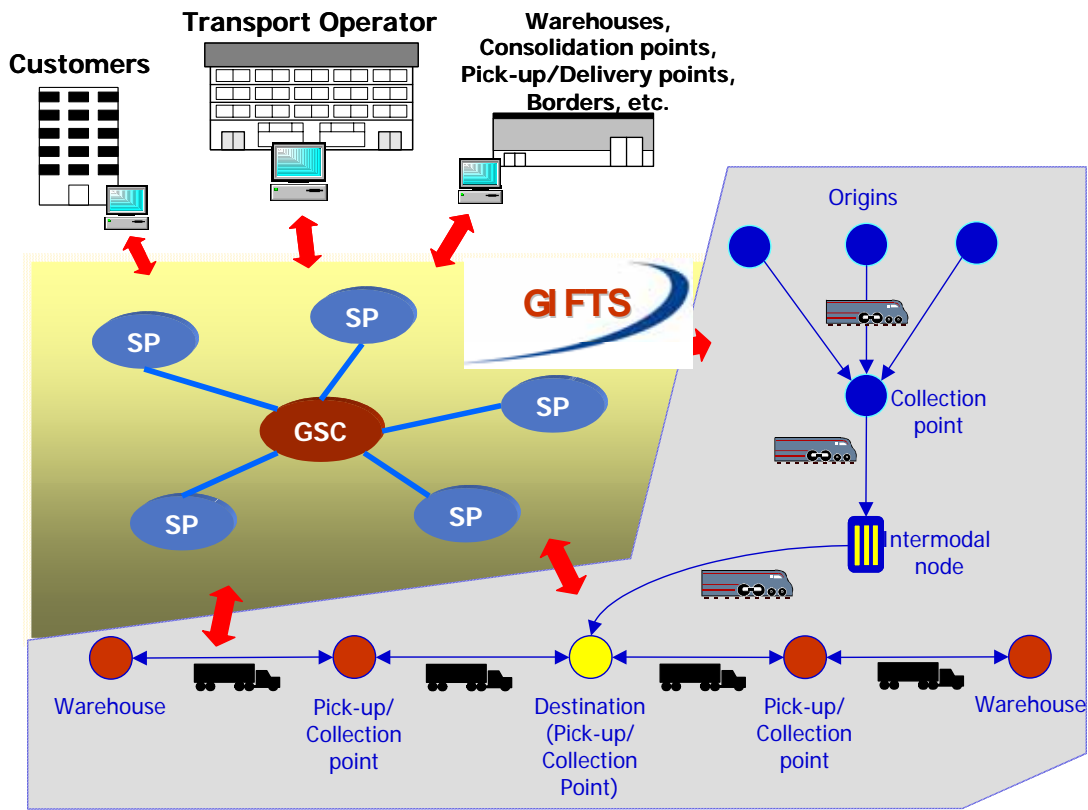 Transport Operator
Customers
Warehouses,
Consolidation points,
Pick-up/Delivery points,
Borders, etc.
Origins
GIFTS
SP
SP
SP
GSC
SP
SP
Collection
point
Intermodal
node
Warehouse
Pick-up/
Collection
point
Destination
(Pick-up/
Collection
Point)
Pick-up/
Collection
point
Warehouse